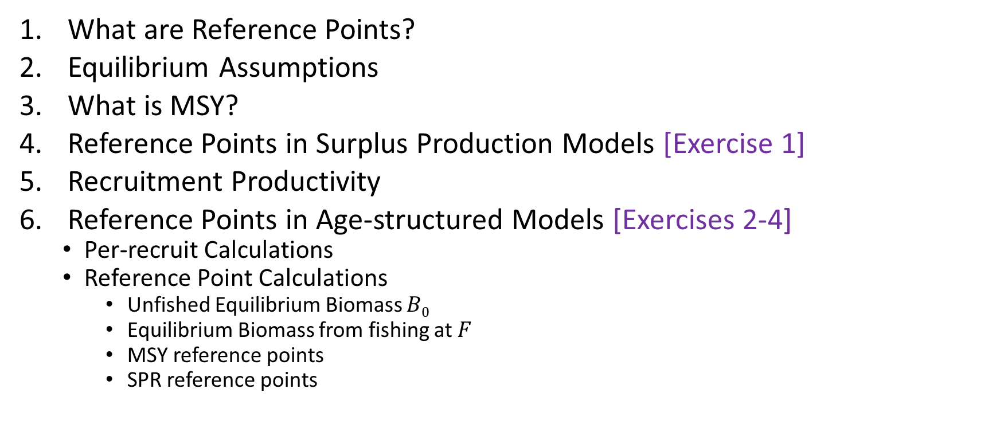 1. What are Reference Points?
2. Equilibrium Assumptions
3. What is MSY?
4. Reference Points in Surplus Production Models [Exercise 1]
5. Recruitment Productivity
6. Reference Points in Age-structured Models [Exercises 2-4]
• Per-recruit Calculations
• Reference Point Calculations
• Unfished Equilibrium Biomass B₀
• Equilibrium Biomass from fishing at F
• MSY reference points
• SPR reference points